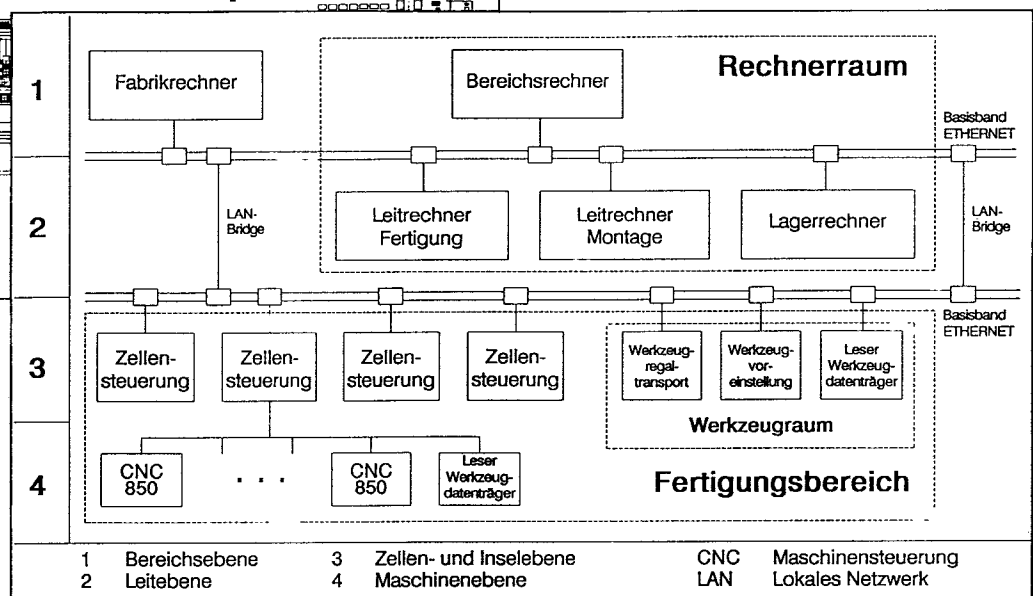 Rechnerraum
1
Fabrikrechner
Bereichsrechner
Basisband
ETHERNET
2
LAN-
Bridge
Leitrechner
Fertigung
Leitrechner
Montage
Lagerrechner
LAN-
Bridge
Basisband
ETHERNET
3
Zellen-
steuerung
Zellen-
steuerung
Zellen-
steuerung
Zellen-
steuerung
Werkzeug-
regal-
transport
Werkzeug-
vor-
einstellung
Leser
Werkzeug-
datenträger
Werkzeugraum
4
CNC
850
. . .
CNC
850
Leser
Werkzeug-
datenträger
Fertigungsbereich
1 Bereichsebene
2 Leitebene
3 Zellen- und Inselebene
4 Maschinenebene
CNC Maschinensteuerung
LAN Lokales Netzwerk